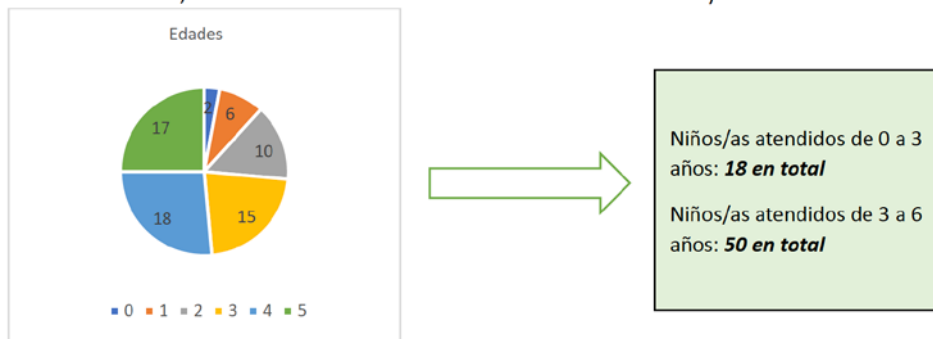 Edades
2
6
10
15
18
17
0 1 2 3 4 5
Niños/as atendidos de 0 a 3
años: 18 en total
Niños/as atendidos de 3 a 6
años: 50 en total